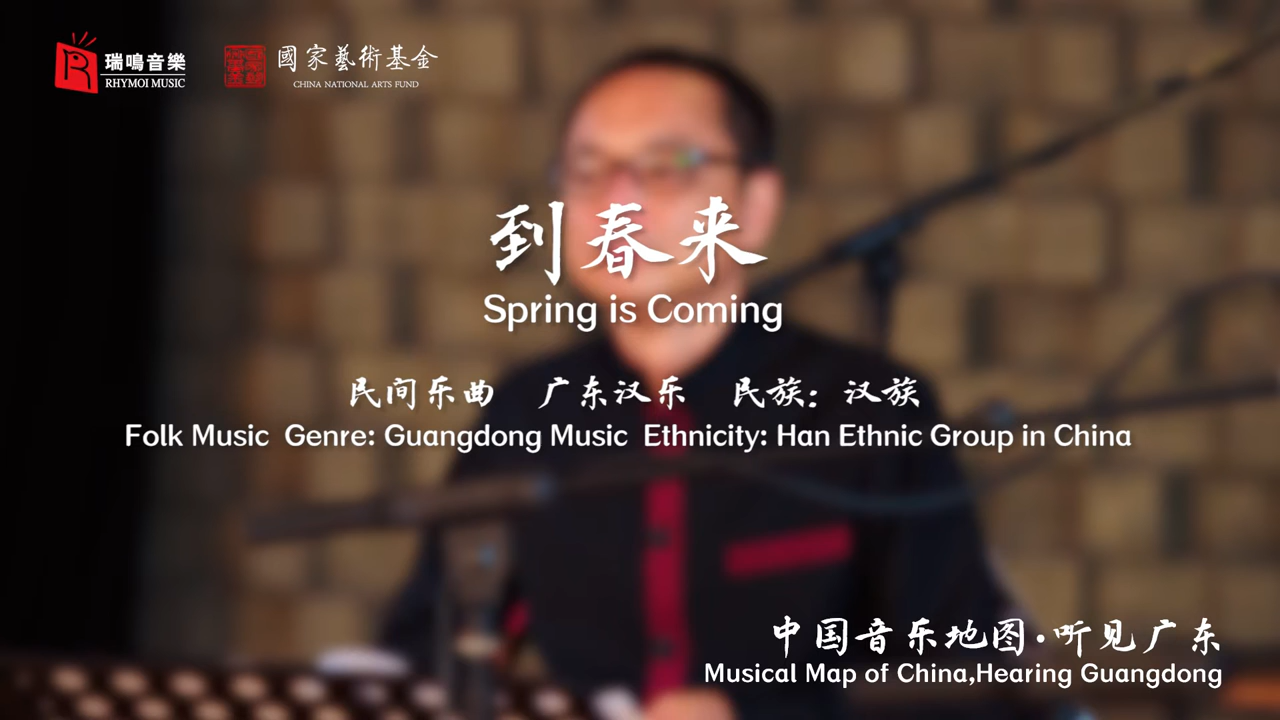 瑞鳴音樂
RHYMOI MUSIC
國家藝術基金
CHINA NATIONAL ARTS FUND
到春来
Spring is Coming
民间乐曲 广东汉乐 民族：汉族
Folk Music Genre: Guangdong Music Ethnicity: Han Ethnic Group in China
中国音乐地图·听见广东
Musical Map of China,Hearing Guangdong